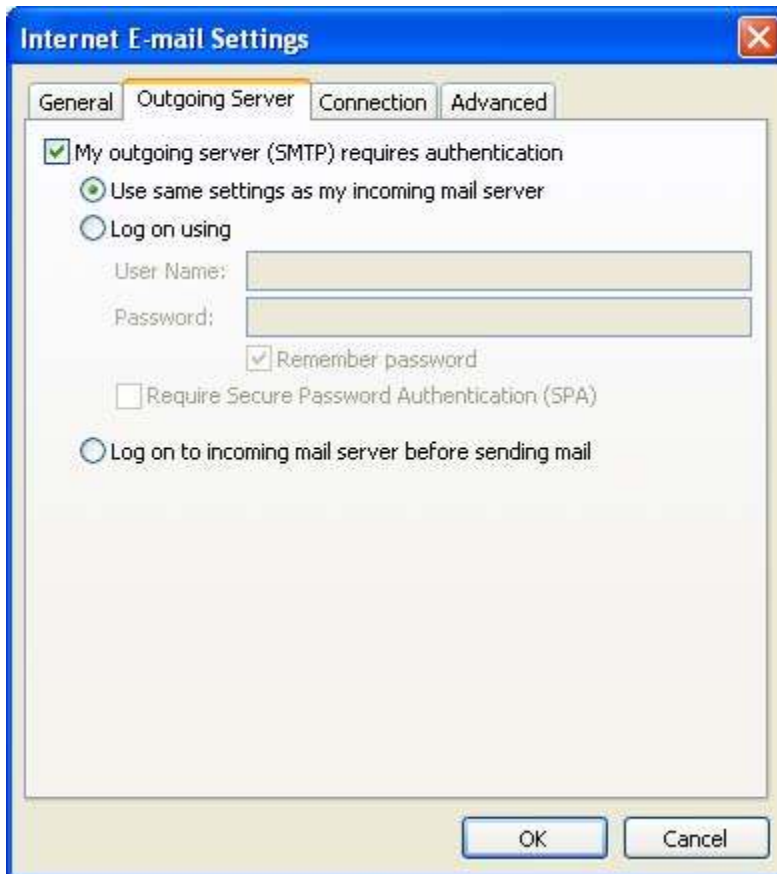 Internet E-mail Settings
General Outgoing Server Connection Advanced
My outgoing server (SMTP) requires authentication
Use same settings as my incoming mail server
Log on using
User Name:
Password:
Remember password
Require Secure Password Authentication (SPA)
Log on to incoming mail server before sending mail
OK Cancel